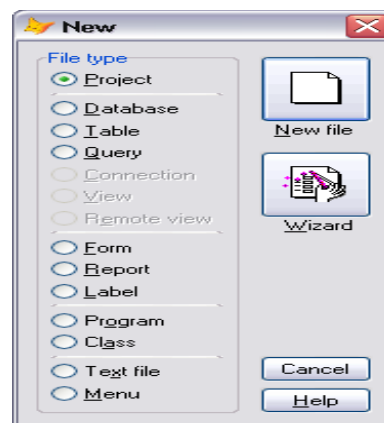 New
File type
Project
Database
Table
Query
Connection
View
Remote view
Form
Report
Label
Program
Class
Text file
Menu
New file
Wizard
Cancel
Help